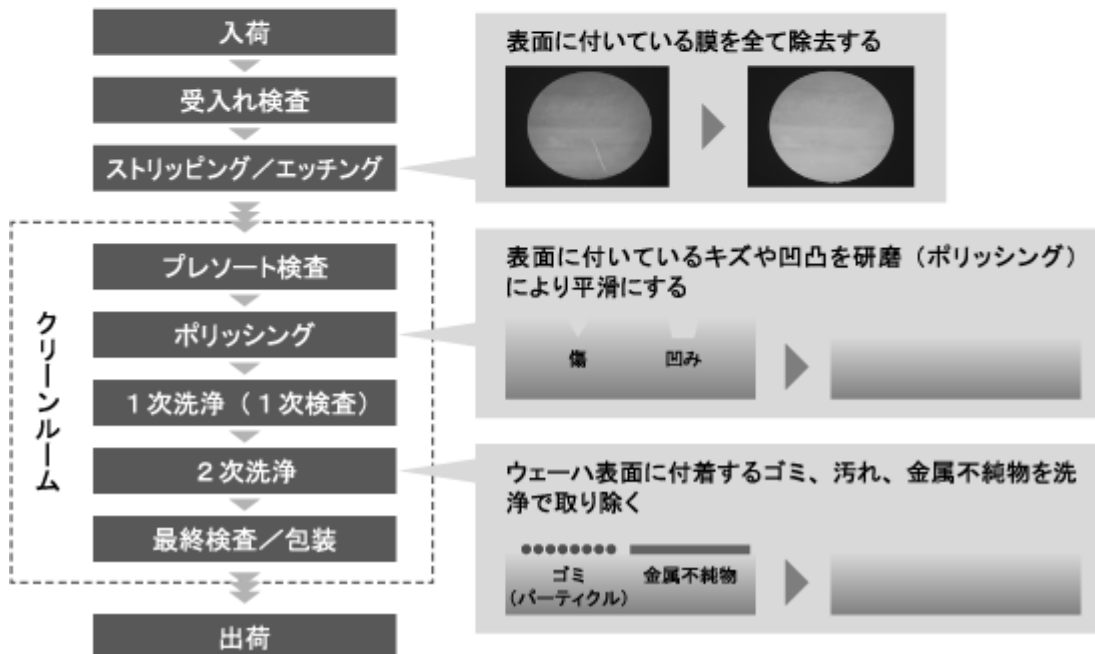 入荷
受入れ検査
ストリッピング／エッチング
クリーンルーム
プレソート検査
ポリッシング
１次洗浄（１次検査）
２次洗浄
最終検査／包装
出荷
表面に付いている膜を全て除去する
表面に付いているキズや凹凸を研磨（ポリッシング）
により平滑にする
傷
凹み
ウェーハ表面に付着するゴミ、汚れ、金属不純物を洗
浄で取り除く
ゴミ
（パーティクル）
金属不純物